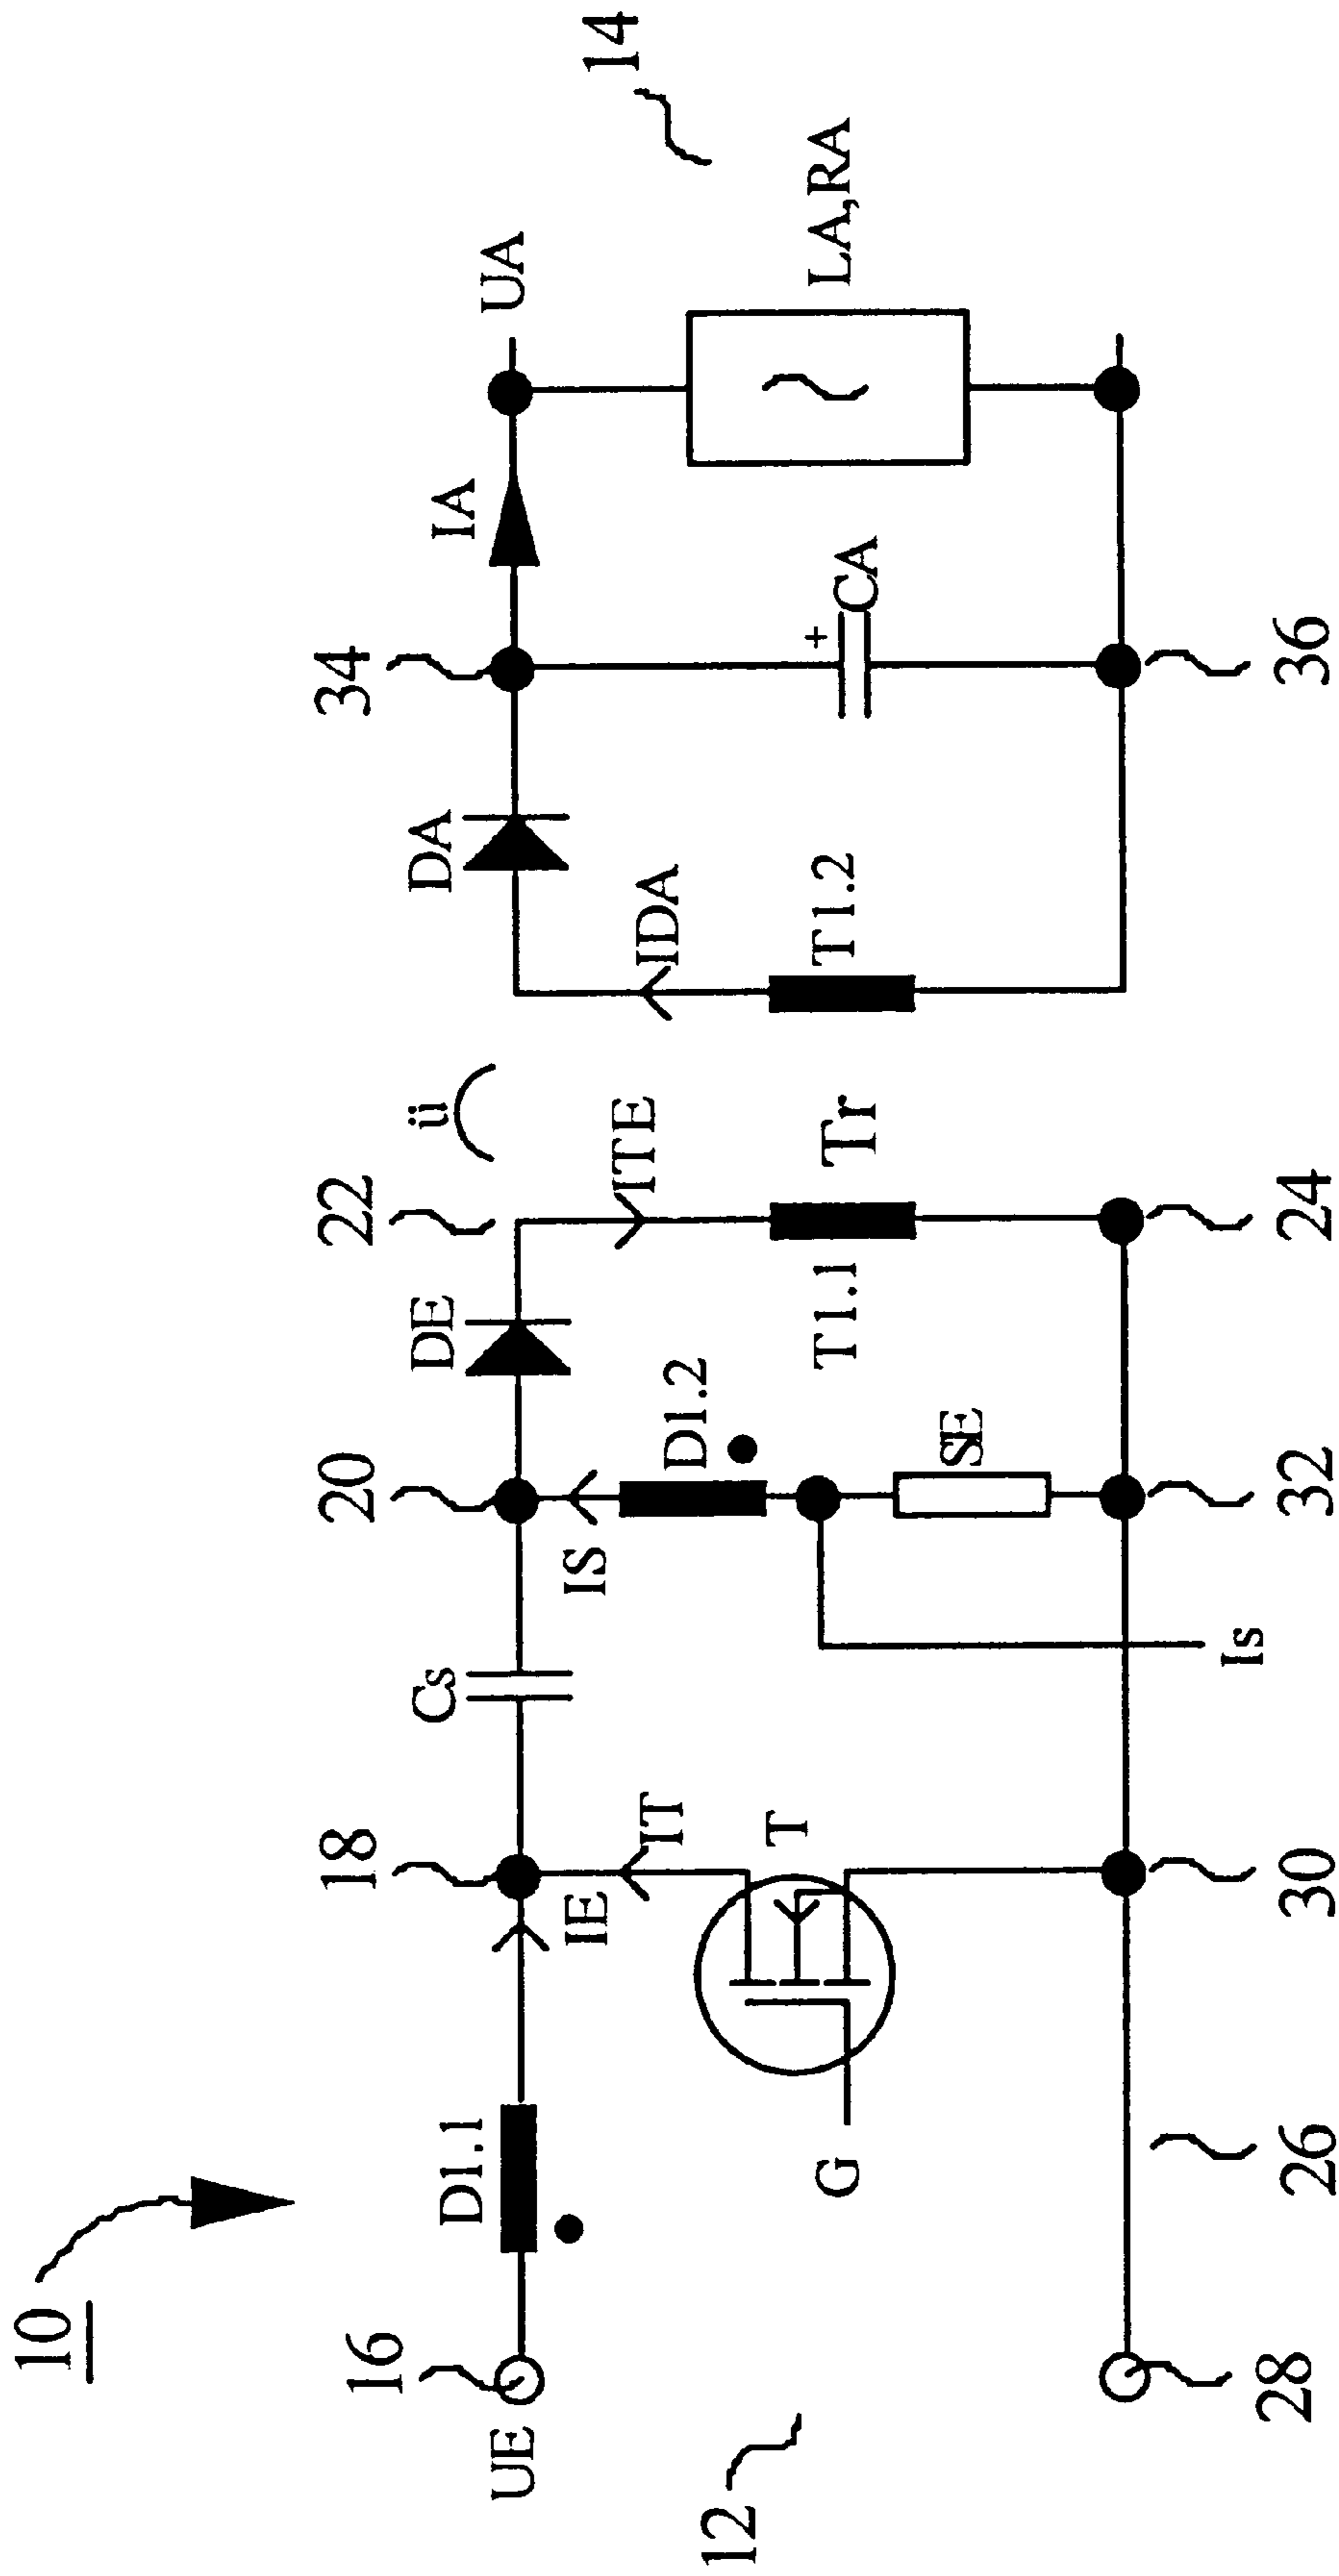 10
12
14
UE
16
D1.1
IE
18
Cs
20
DE
22
ü
DA
34
IA
UA
IT
T
G
IS
D1.2
SE
Is
ITE
T1.1
Tr
IDA
T1.2
+
CA
LA,RA
28
26
30
32
24
36